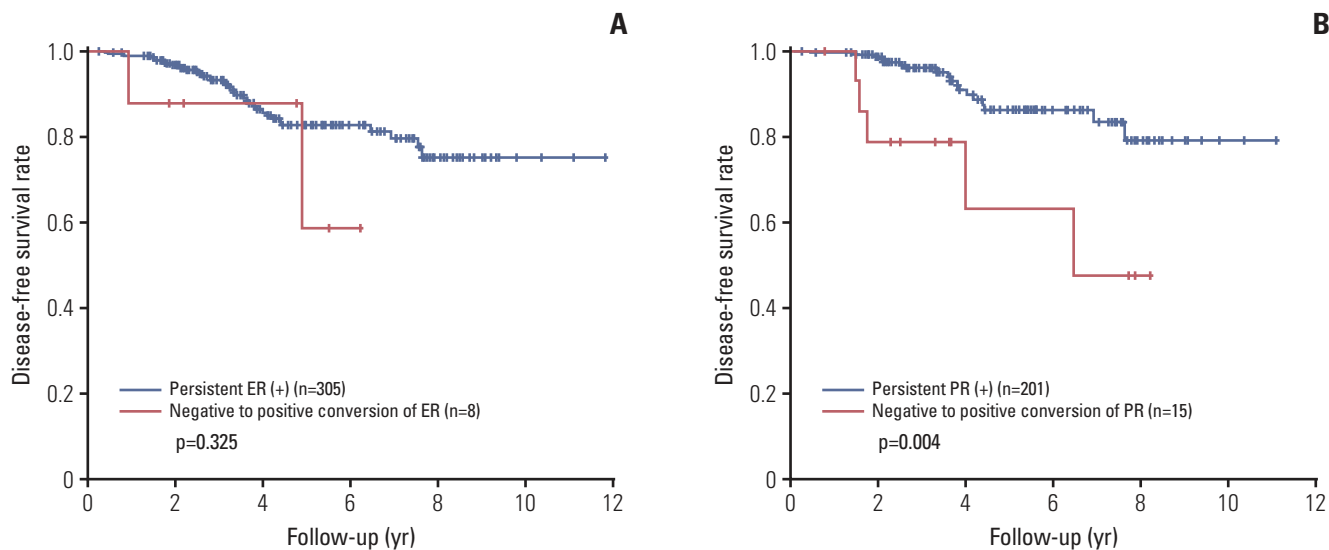 A
1.0
0.8
0.6
0.4
0.2
0
Disease-free survival rate
Persistent ER (+) (n=305)
Negative to positive conversion of ER (n=8)
p=0.325
0 2 4 6 8 10 12
Follow-up (yr)
B
1.0
0.8
0.6
0.4
0.2
0
Disease-free survival rate
Persistent PR (+) (n=201)
Negative to positive conversion of PR (n=15)
p=0.004
0 2 4 6 8 10 12
Follow-up (yr)